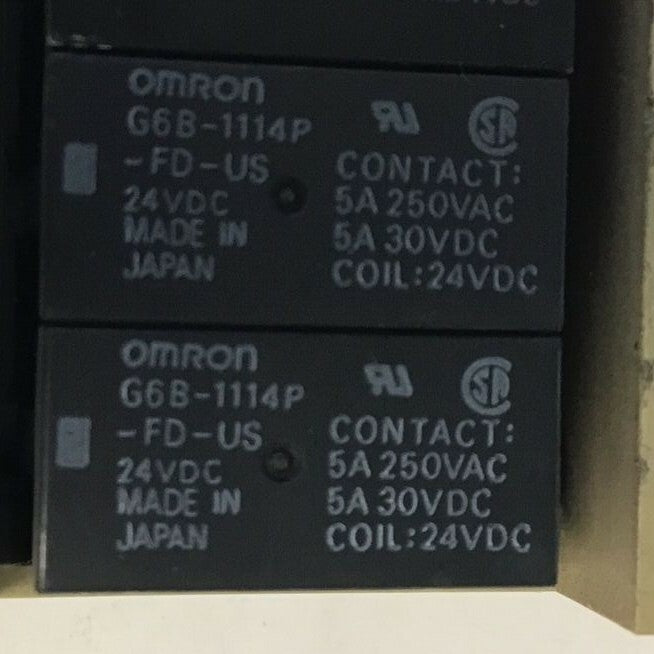 OMRON
G6B-1114P
-FD-US
24VDC
MADE IN
JAPAN
CONTACT:
5A 250VAC
5A 30VDC
COIL:24VDC
OMRON
G6B-1114P
-FD-US
24VDC
MADE IN
JAPAN
CONTACT:
5A 250VAC
5A 30VDC
COIL:24VDC